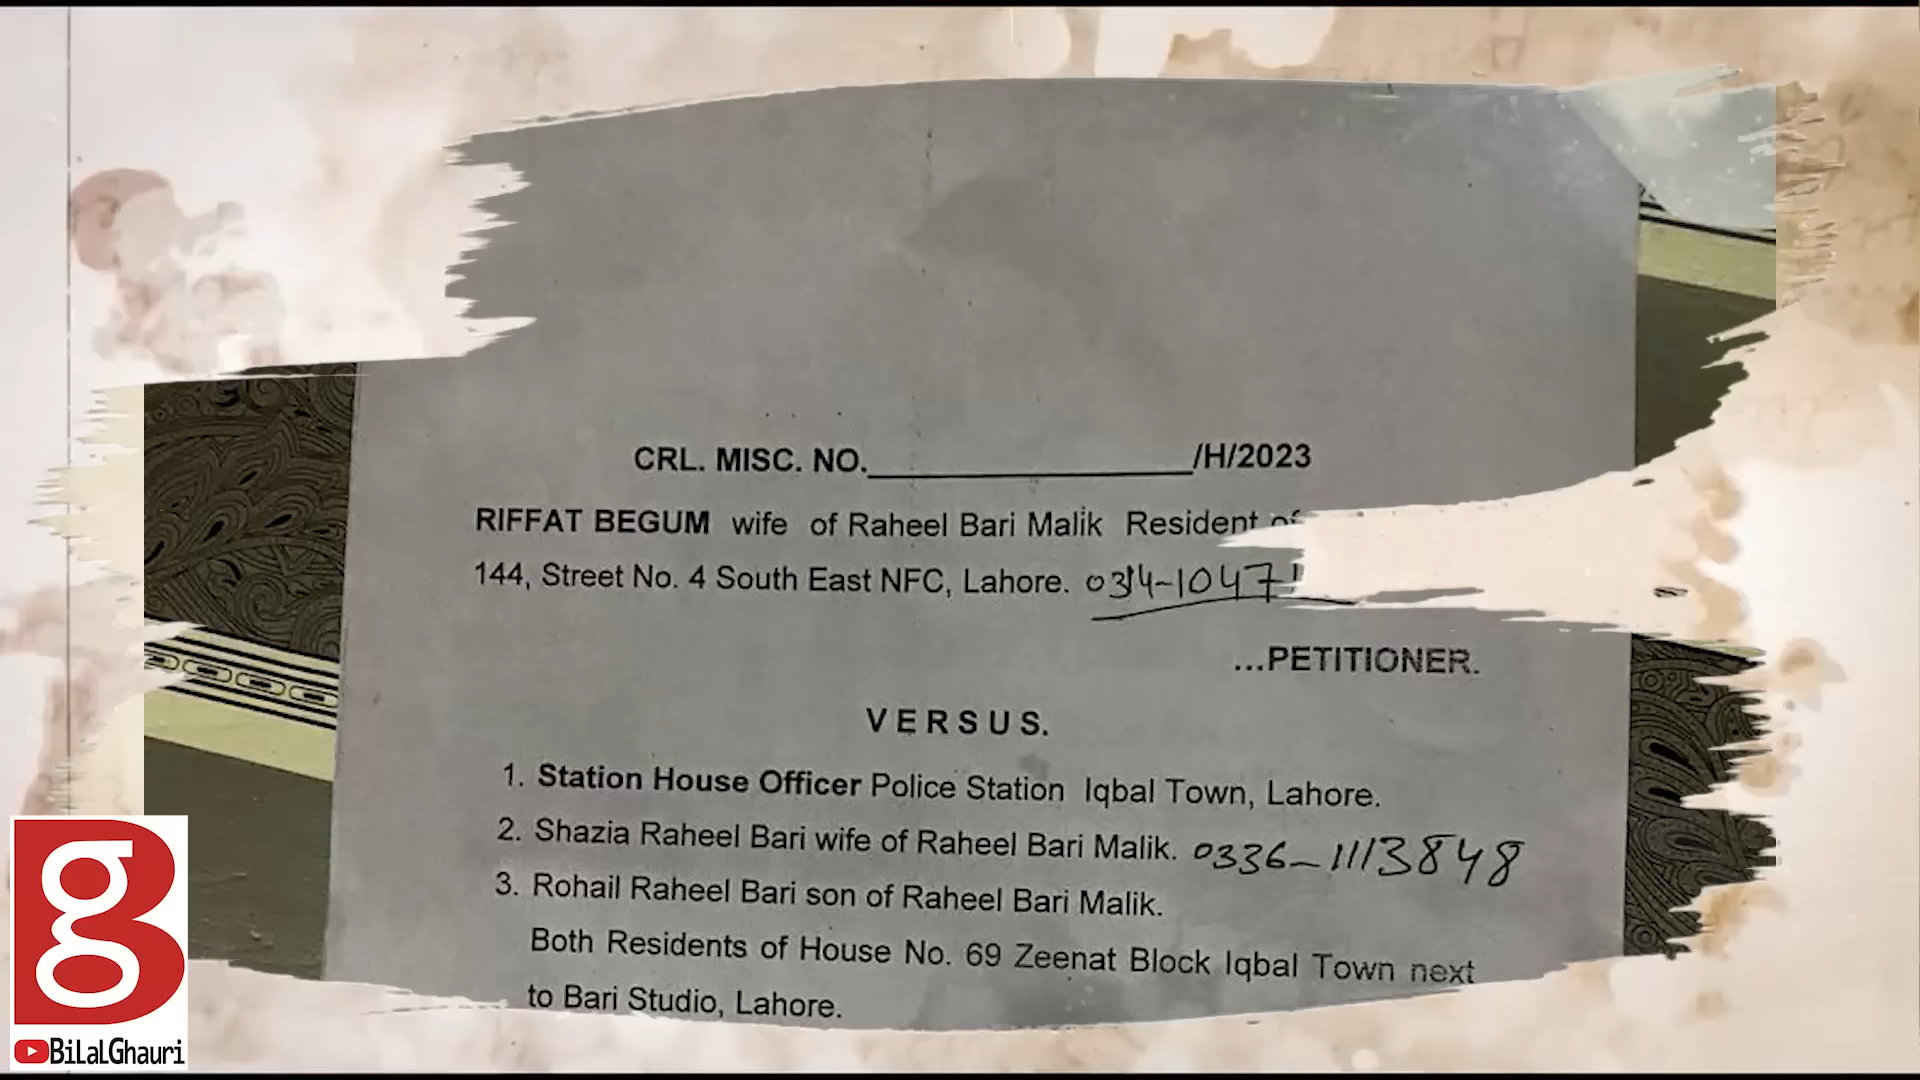 CRL. MISC. NO.____________________/H/2023
RIFFAT BEGUM wife of Raheel Bari Malik Resident of
144, Street No. 4 South East NFC, Lahore. 0314-1047
...PETITIONER.
VERSUS.
1. Station House Officer Police Station Iqbal Town, Lahore.
2. Shazia Raheel Bari wife of Raheel Bari Malik. 0336-1113848
3. Rohail Raheel Bari son of Raheel Bari Malik.
Both Residents of House No. 69 Zeenat Block Iqbal Town next
to Bari Studio, Lahore.
Bg
BiLaLGhauri